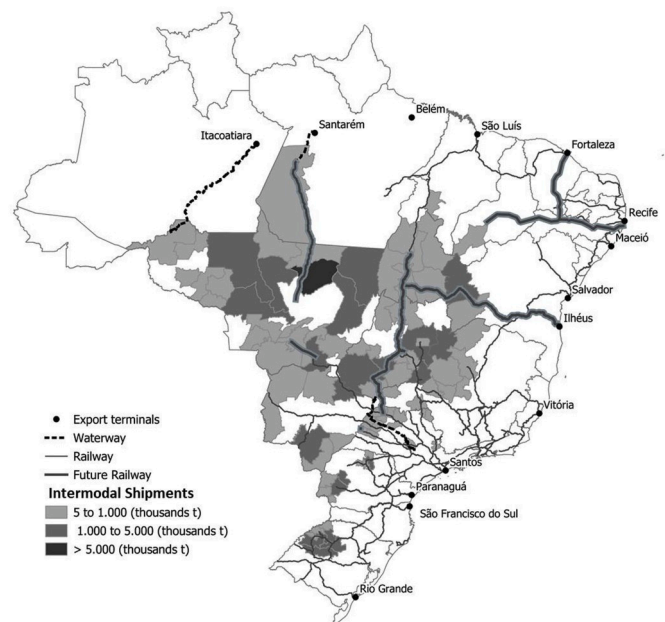 Belém
Santarém
São Luís
Itacoatiara
Fortaleza
Recife
Maceió
Salvador
Ilhéus
Vitória
Santos
Paranaguá
São Francisco do Sul
Rio Grande
Export terminals
Waterway
Railway
Future Railway
Intermodal Shipments
5 to 1.000 (thousands t)
1.000 to 5.000 (thousands t)
> 5.000 (thousands t)